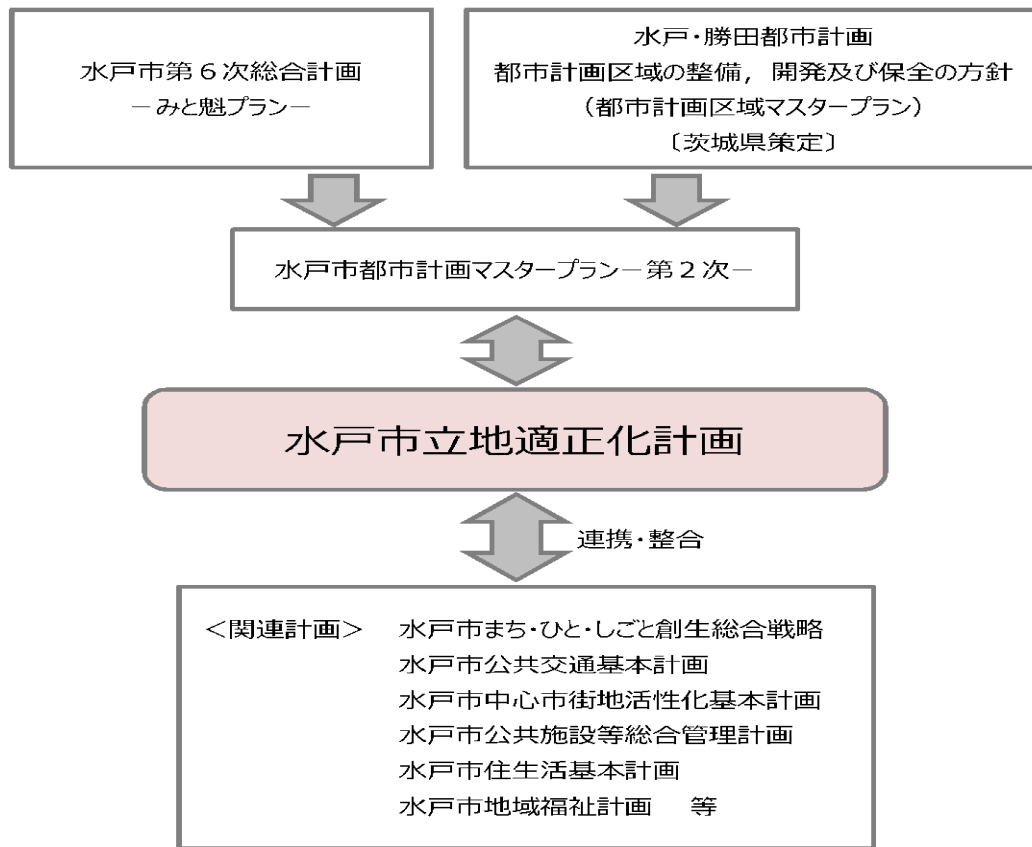 水戸市第６次総合計画
－みと魁プラン－
水戸・勝田都市計画
都市計画区域の整備，開発及び保全の方針
（都市計画区域マスタープラン）
〔茨城県策定〕
水戸市都市計画マスタープラン－第２次－
水戸市立地適正化計画
連携・整合
＜関連計画＞ 水戸市まち・ひと・しごと創生総合戦略
水戸市公共交通基本計画
水戸市中心市街地活性化基本計画
水戸市公共施設等総合管理計画
水戸市住生活基本計画
水戸市地域福祉計画　等